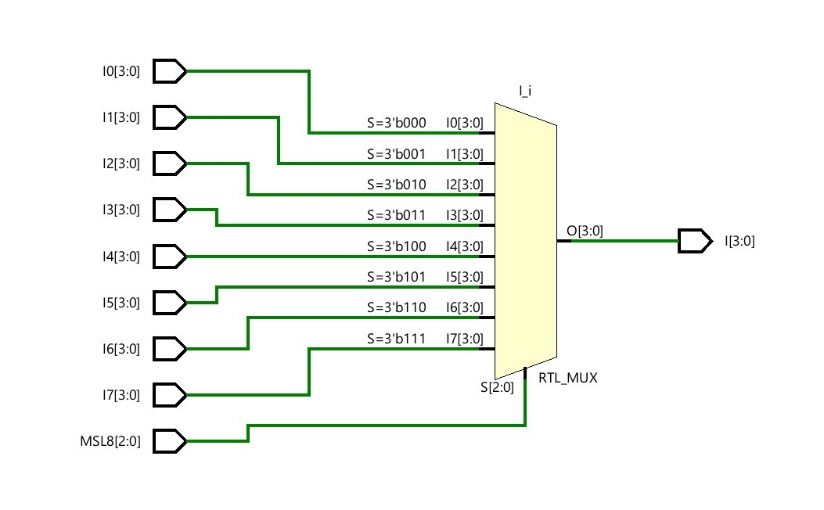 I_i
I0[3:0]
I1[3:0]
I2[3:0]
I3[3:0]
I4[3:0]
I5[3:0]
I6[3:0]
I7[3:0]
MSL8[2:0]
S=3'b000 I0[3:0]
S=3'b001 I1[3:0]
S=3'b010 I2[3:0]
S=3'b011 I3[3:0]
S=3'b100 I4[3:0]
S=3'b101 I5[3:0]
S=3'b110 I6[3:0]
S=3'b111 I7[3:0]
S[2:0]
RTL_MUX
O[3:0]
I[3:0]